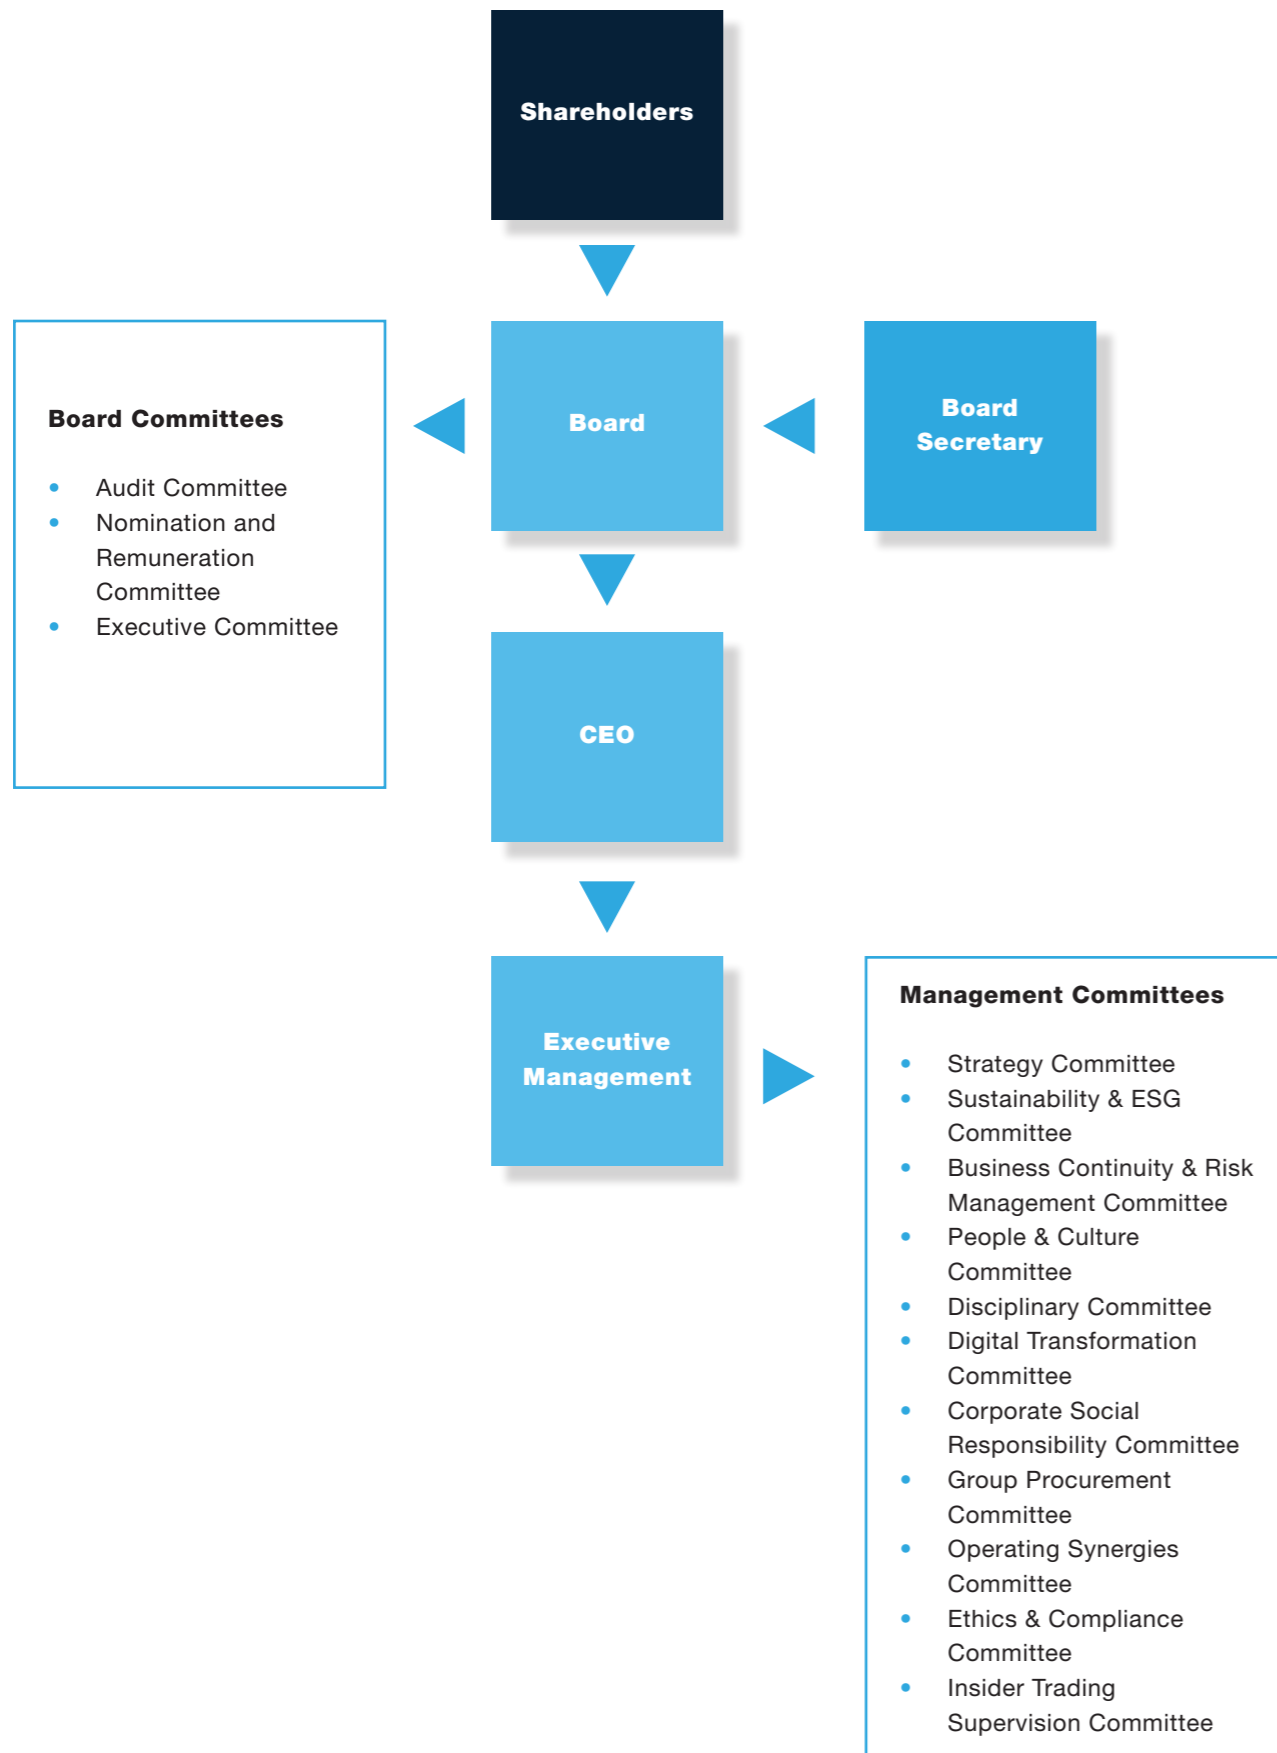 Shareholders
Board Committees
• Audit Committee
• Nomination and
Remuneration
Committee
• Executive Committee
Board
Board
Secretary
CEO
Executive
Management
Management Committees
• Strategy Committee
• Sustainability & ESG
Committee
• Business Continuity & Risk
Management Committee
• People & Culture
Committee
• Disciplinary Committee
• Digital Transformation
Committee
• Corporate Social
Responsibility Committee
• Group Procurement
Committee
• Operating Synergies
Committee
• Ethics & Compliance
Committee
• Insider Trading
Supervision Committee